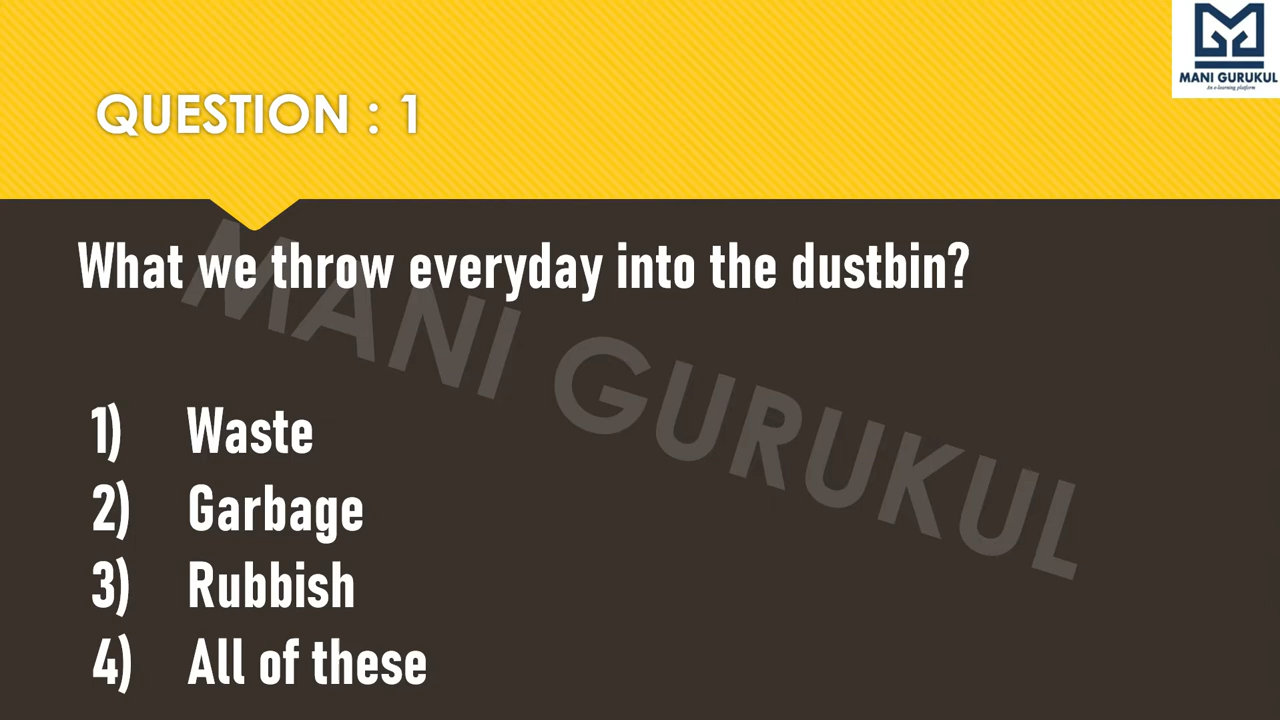 MANI GURUKUL
An e-learning platform
QUESTION : 1
What we throw everyday into the dustbin?
MANI GURUKUL
1) Waste
2) Garbage
3) Rubbish
4) All of these